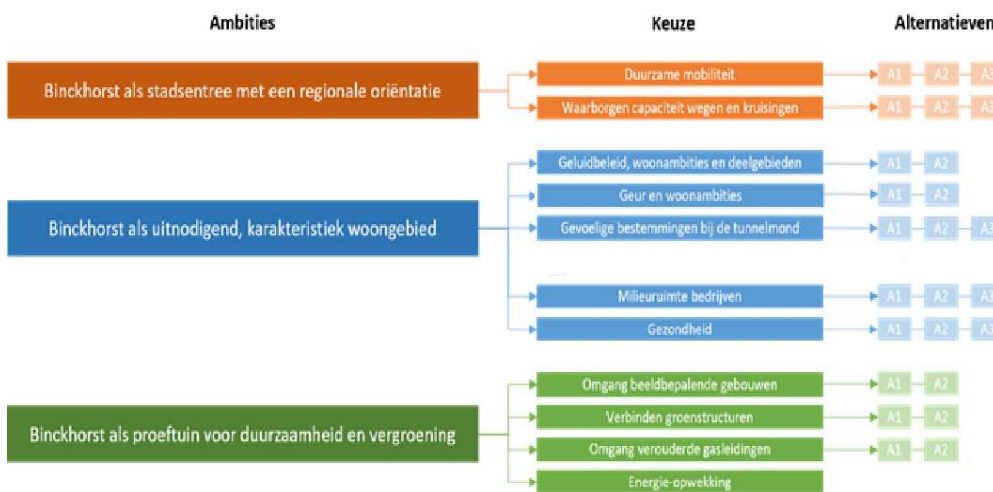 Ambities Keuze Alternatieven
Binckhorst als stadsentree met een regionale oriëntatie
Duurzame mobiliteit A1 A2 A3
Waarborgen capaciteit wegen en kruisingen A1 A2 A3
Binckhorst als uitnodigend, karakteristiek woongebied
Geluidbeleid, woonambities en deelgebieden A1 A2
Geur en woonambities A1 A2
Gevoelige bestemmingen bij de tunnelmond A1 A2 A3
Milieuruimte bedrijven A1 A2 A3
Gezondheid A1 A2 A3
Binckhorst als proeftuin voor duurzaamheid en vergroening
Omgang beeldbepalende gebouwen A1 A2
Verbinden groenstructuren A1 A2
Omgang verouderde gasleidingen A1 A2
Energie-opwekking